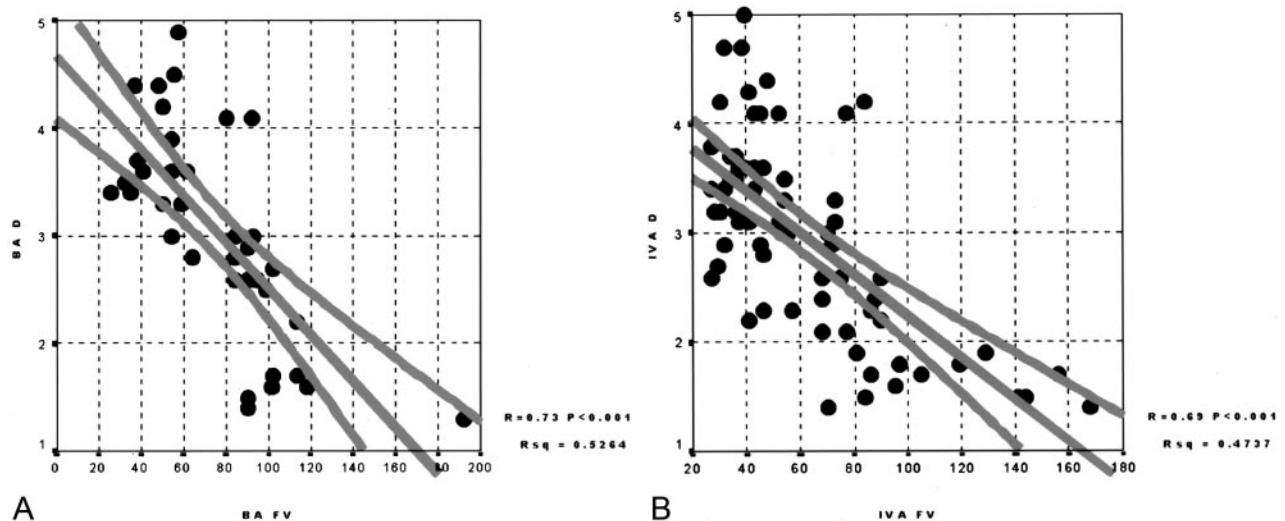 5
4
3
2
1
BA D
0 20 40 60 80 100 120 140 160 180 200
BA FV
R=0.73 P<0.001
Rsq = 0.5264
A
5
4
3
2
1
IVA D
20 40 60 80 100 120 140 160 180
IVA FV
R=0.69 P<0.001
Rsq = 0.4737
B